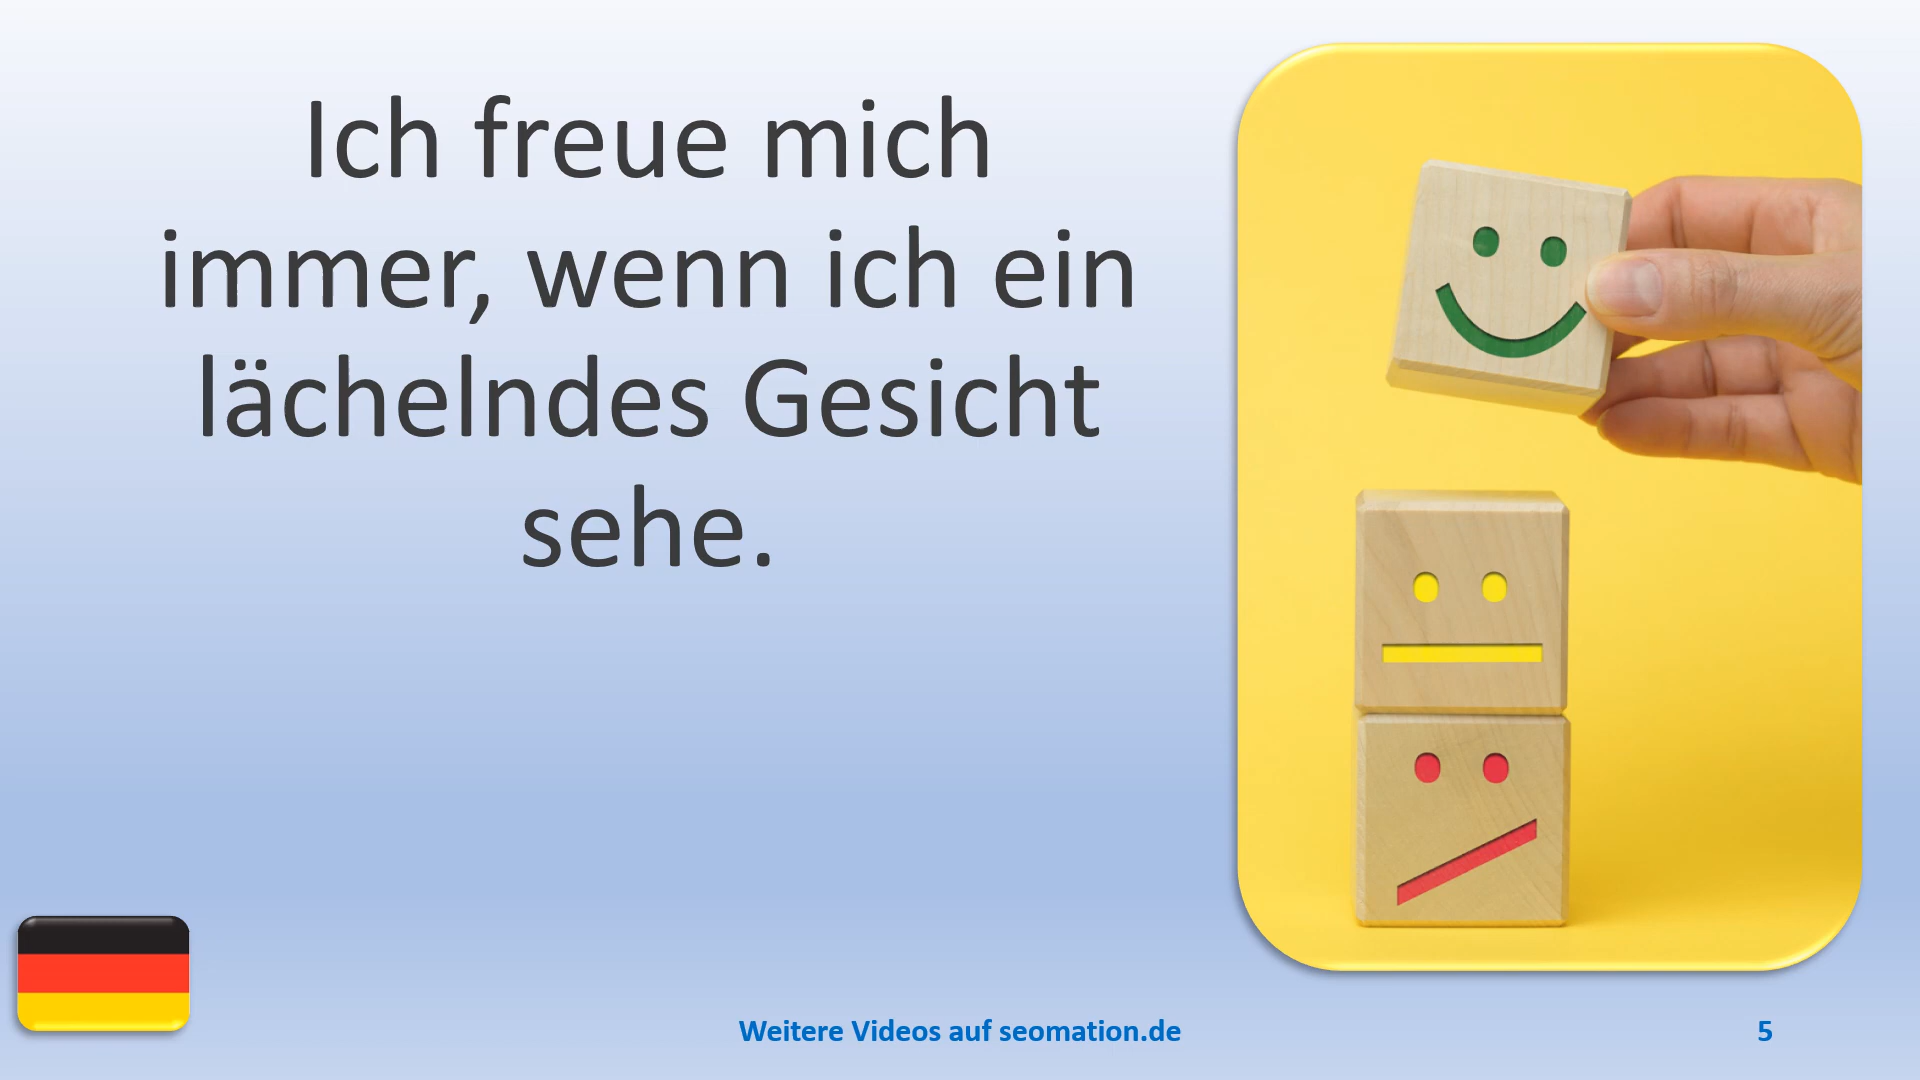 Ich freue mich
immer, wenn ich ein
lächelndes Gesicht
sehe.
Weitere Videos auf seomation.de
5